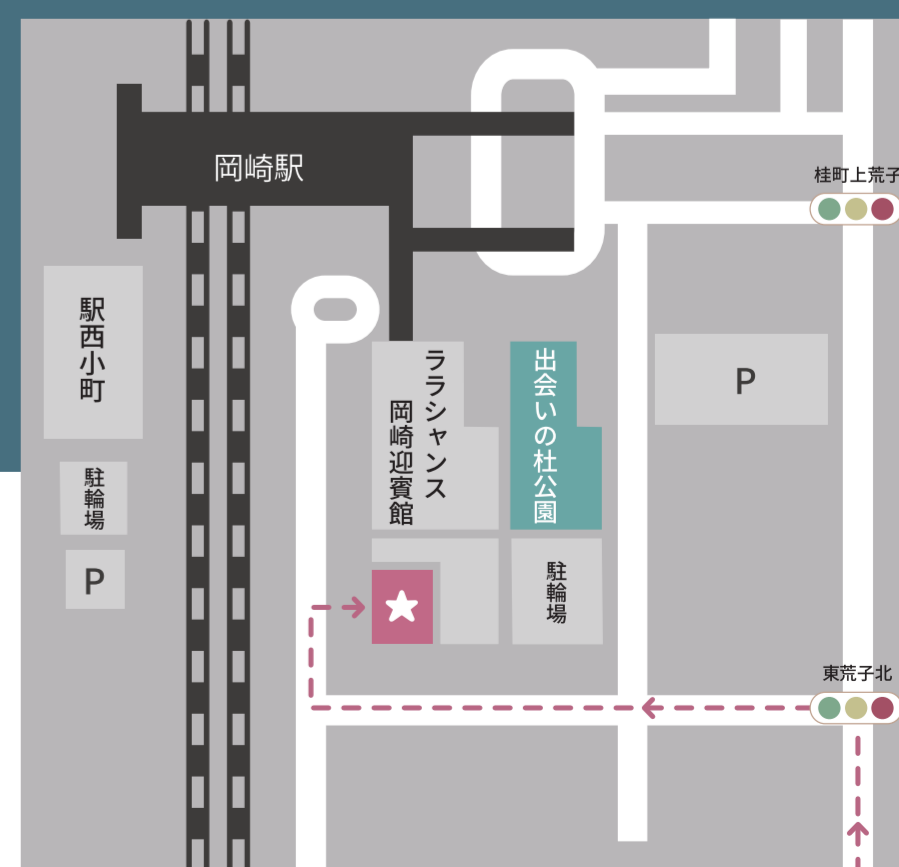 岡崎駅
桂町上荒子
駅西小町
ララシャンス
岡崎迎賓館
出会いの杜公園
P
駐輪場
P
駐輪場
東荒子北